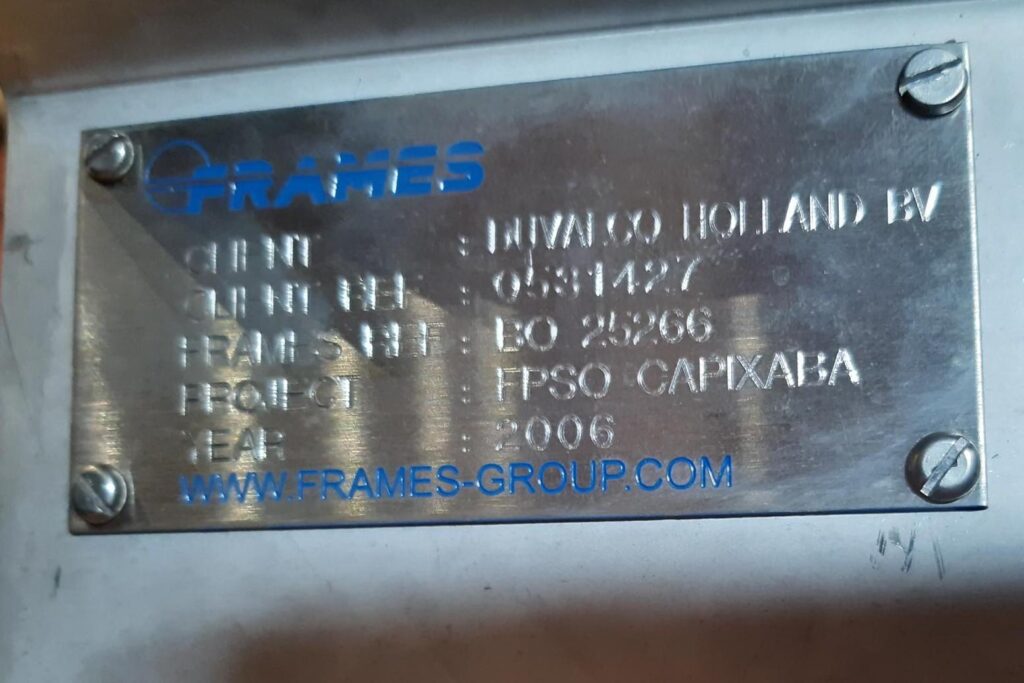 FRAMES
CLIENT : DUVALCO HOLLAND BV
CLIENT REF : 0531427
FRAMES REF : BO 25266
PROJECT : FPSO CAPIXABA
YEAR : 2006
WWW.FRAMES-GROUP.COM